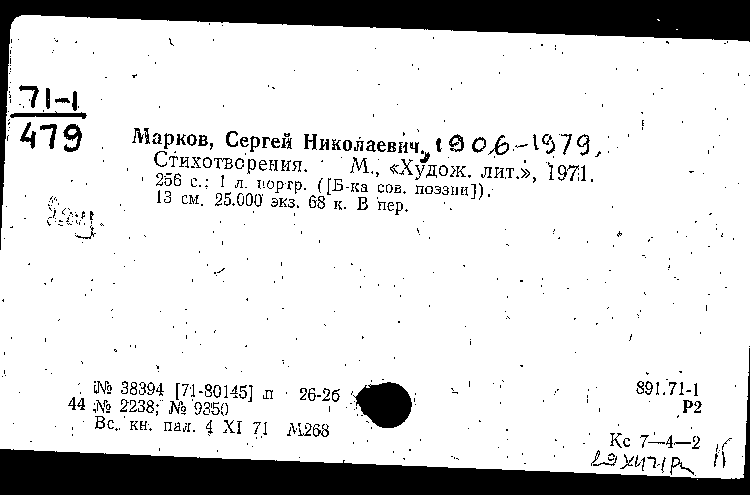 71-1
479
Марков, Сергей Николаевич, 1906-1979,
Стихотворения. М., «Худож. лит.», 1971.
256 с.; 1 л. портр. ([Б-ка сов. поэзии]).
13 см. 25.000 экз. 68 к. В пер.
№ 38394 [71-80145] п 26-2б
891.71-1
44 № 2238; № 9350
Р2
Вс. кн. пал. 4 XI 71 М268
Кс 7—4—2